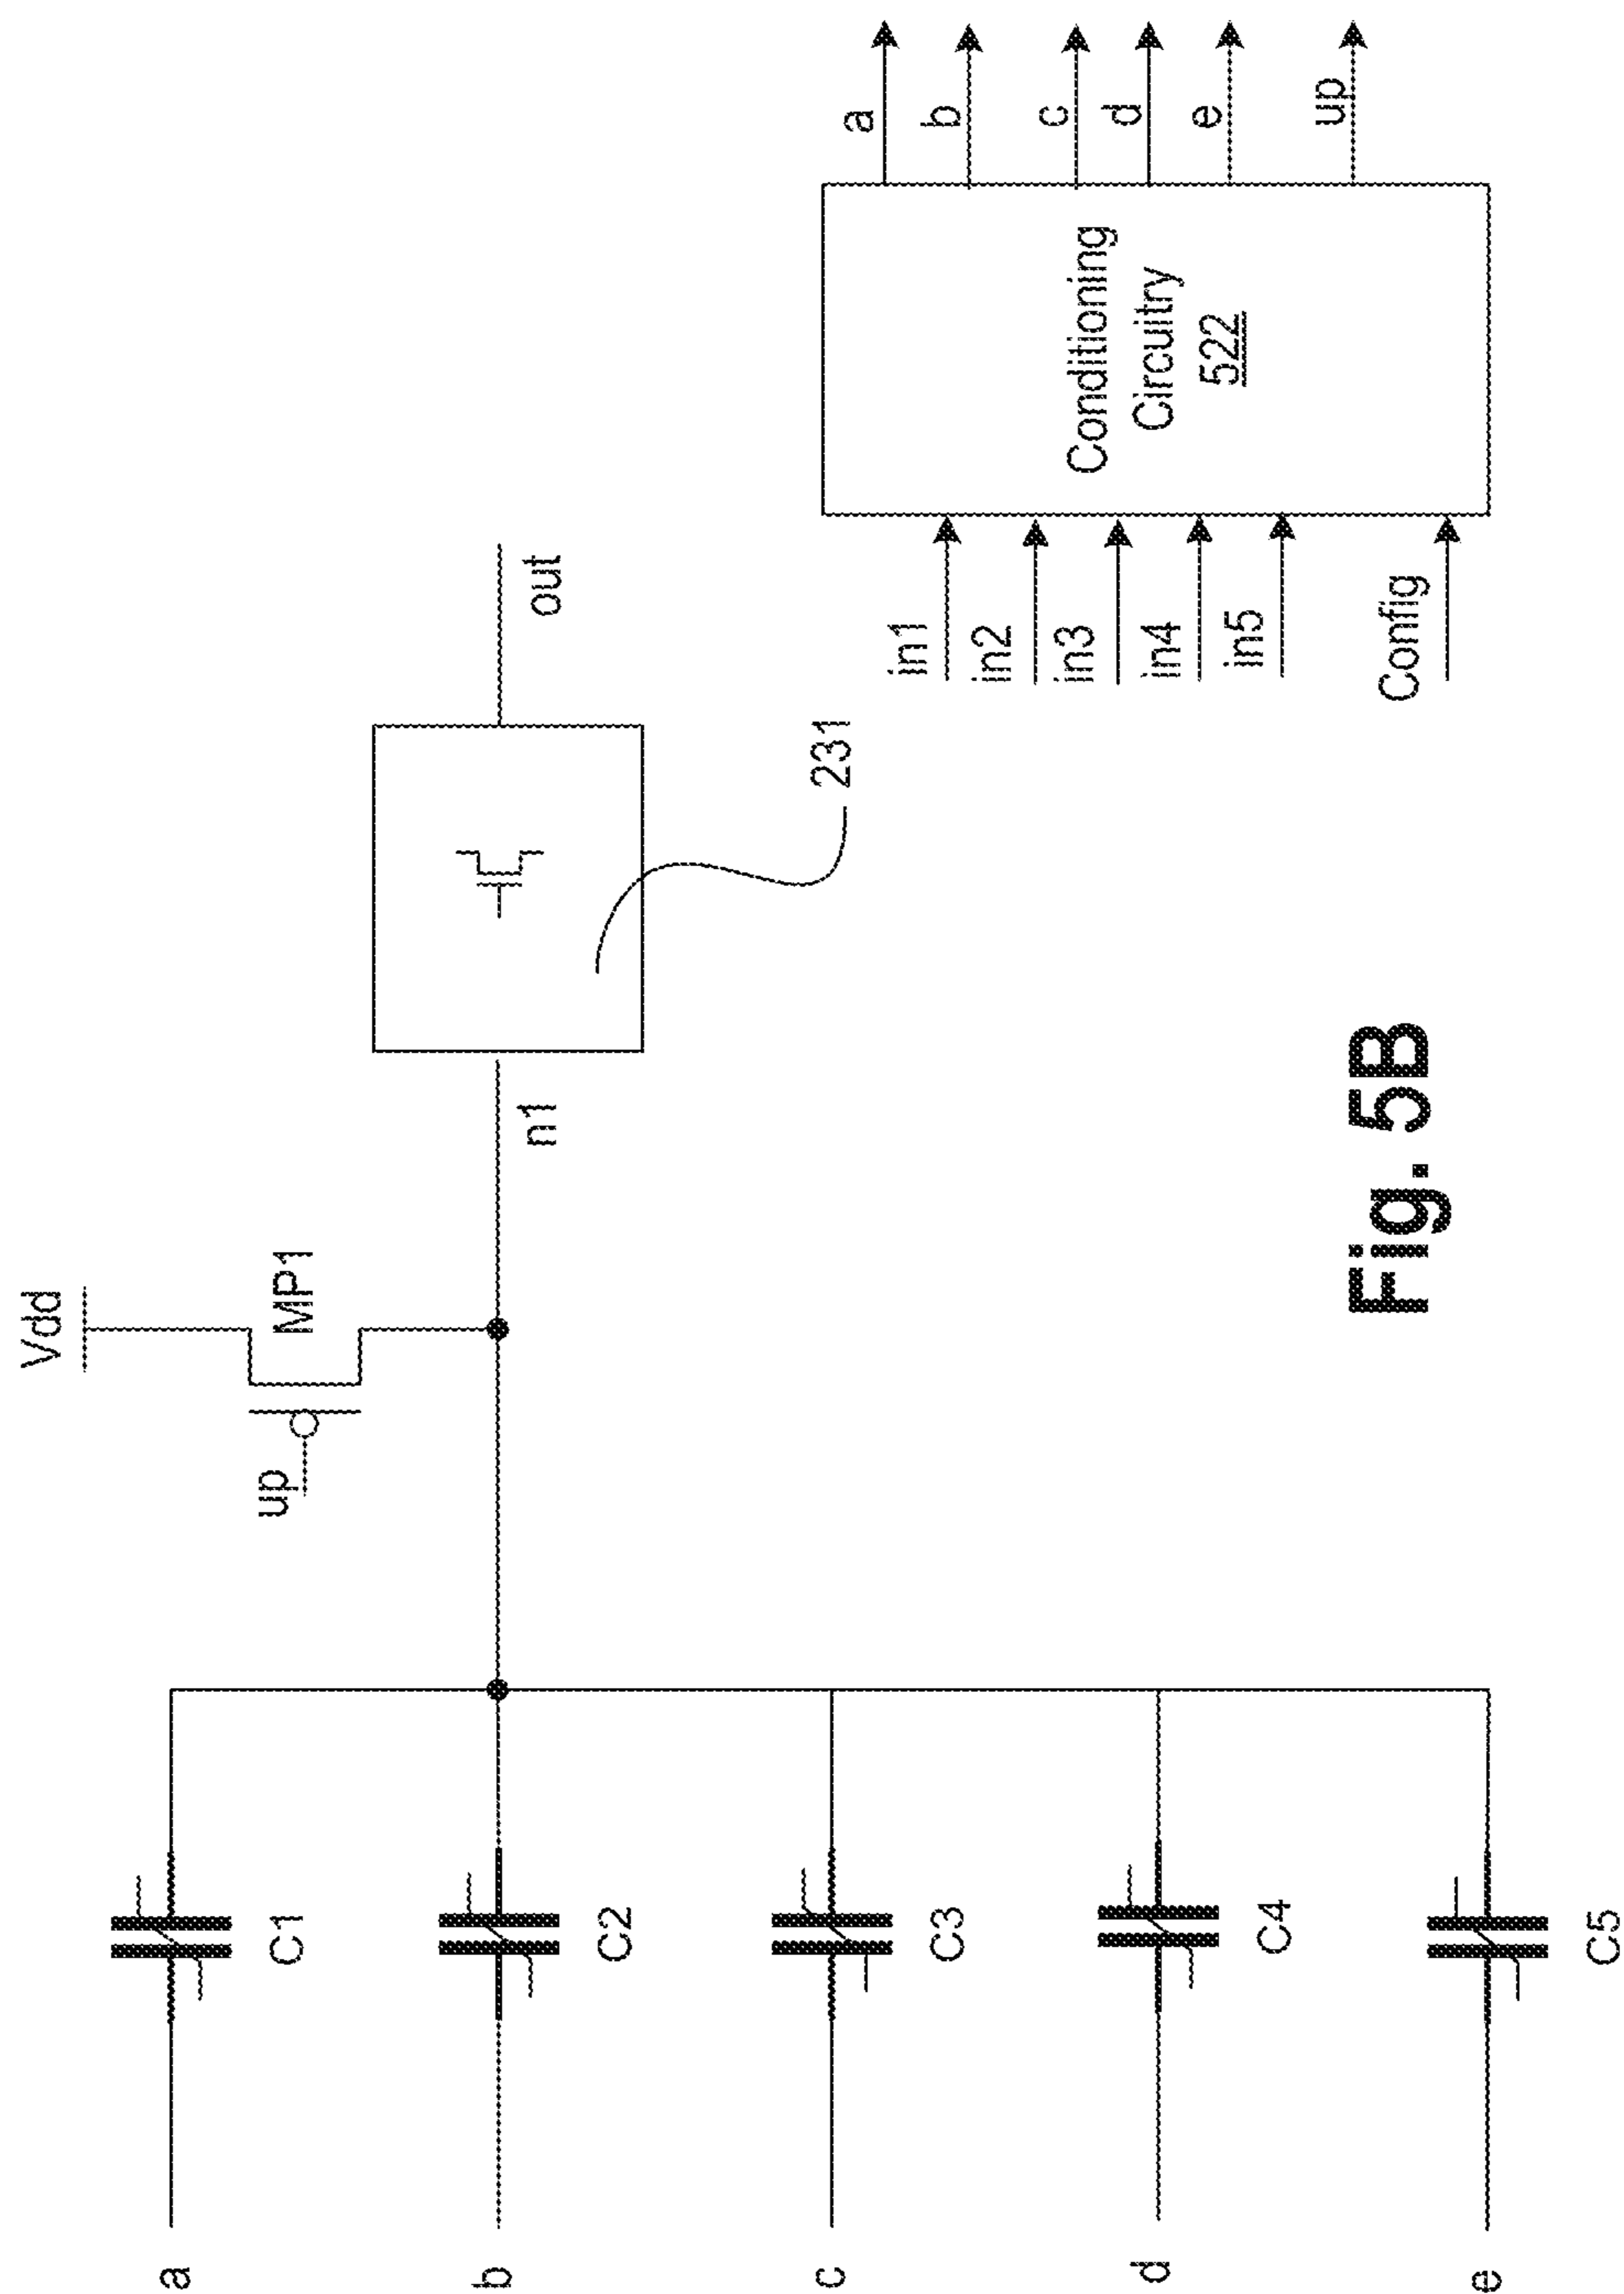 Vdd
up
MP1
a
C1
b
C2
c
C3
d
C4
e
C5
n1
out
231
in1
in2
in3
in4
in5
Config
Conditioning
Circuitry
522
a
b
c
d
e
up
Fig. 5B